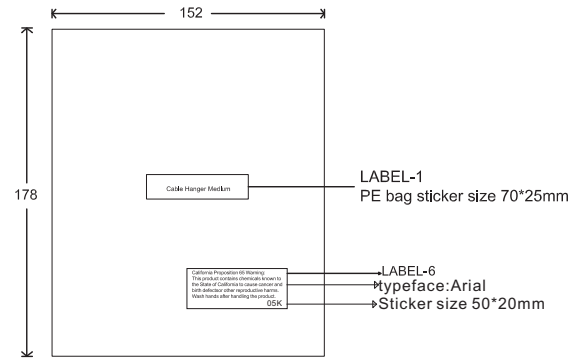 152
178
Cable Hanger Medium
LABEL-1
PE bag sticker size 70*25mm
California Proposition 65 Warning:
This product contains chemicals known to
the State of California to cause cancer and
birth defectsor other reproductive harms.
Wash hands after handling the product.
05K
LABEL-6
typeface:Arial
Sticker size 50*20mm